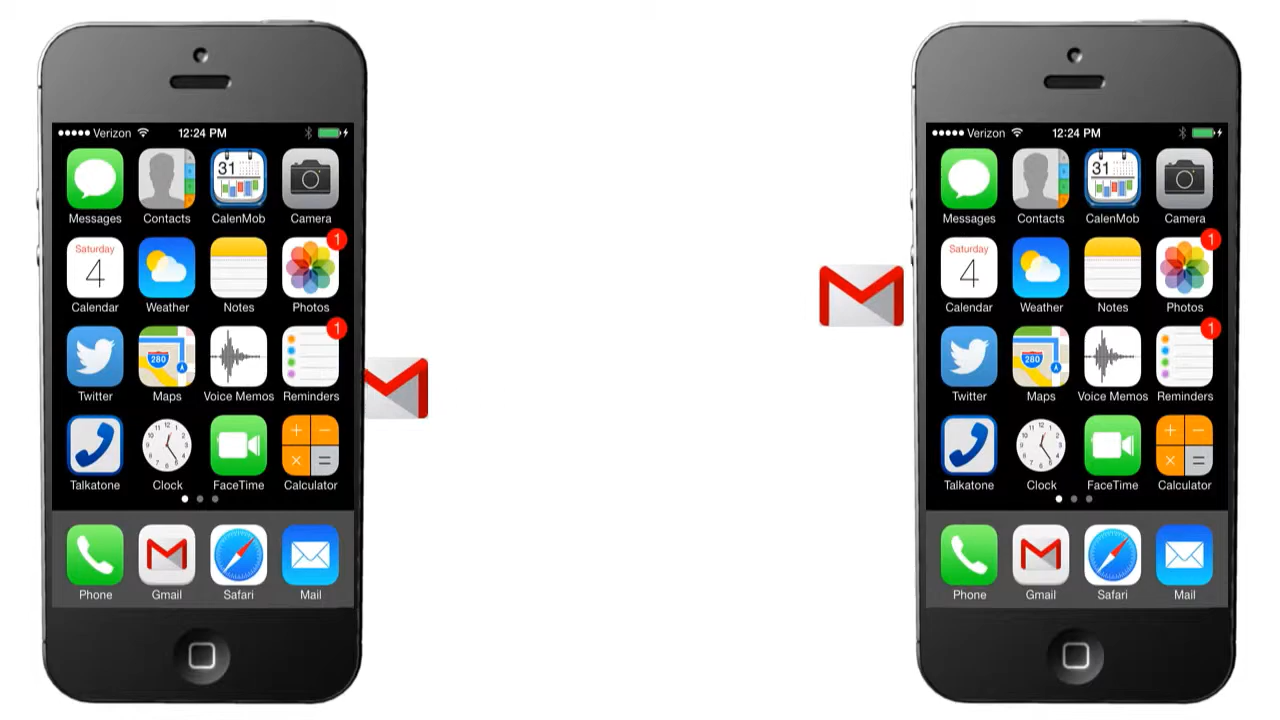 Verizon 12:24 PM
31
Messages Contacts CalenMob Camera
Saturday 1
4
Calendar Weather Notes Photos
280 1
Twitter Maps Voice Memos Reminders
Talkatone Clock FaceTime Calculator
Phone Gmail Safari Mail
Verizon 12:24 PM
31
Messages Contacts CalenMob Camera
Saturday 1
4
Calendar Weather Notes Photos
280 1
Twitter Maps Voice Memos Reminders
Talkatone Clock FaceTime Calculator
Phone Gmail Safari Mail